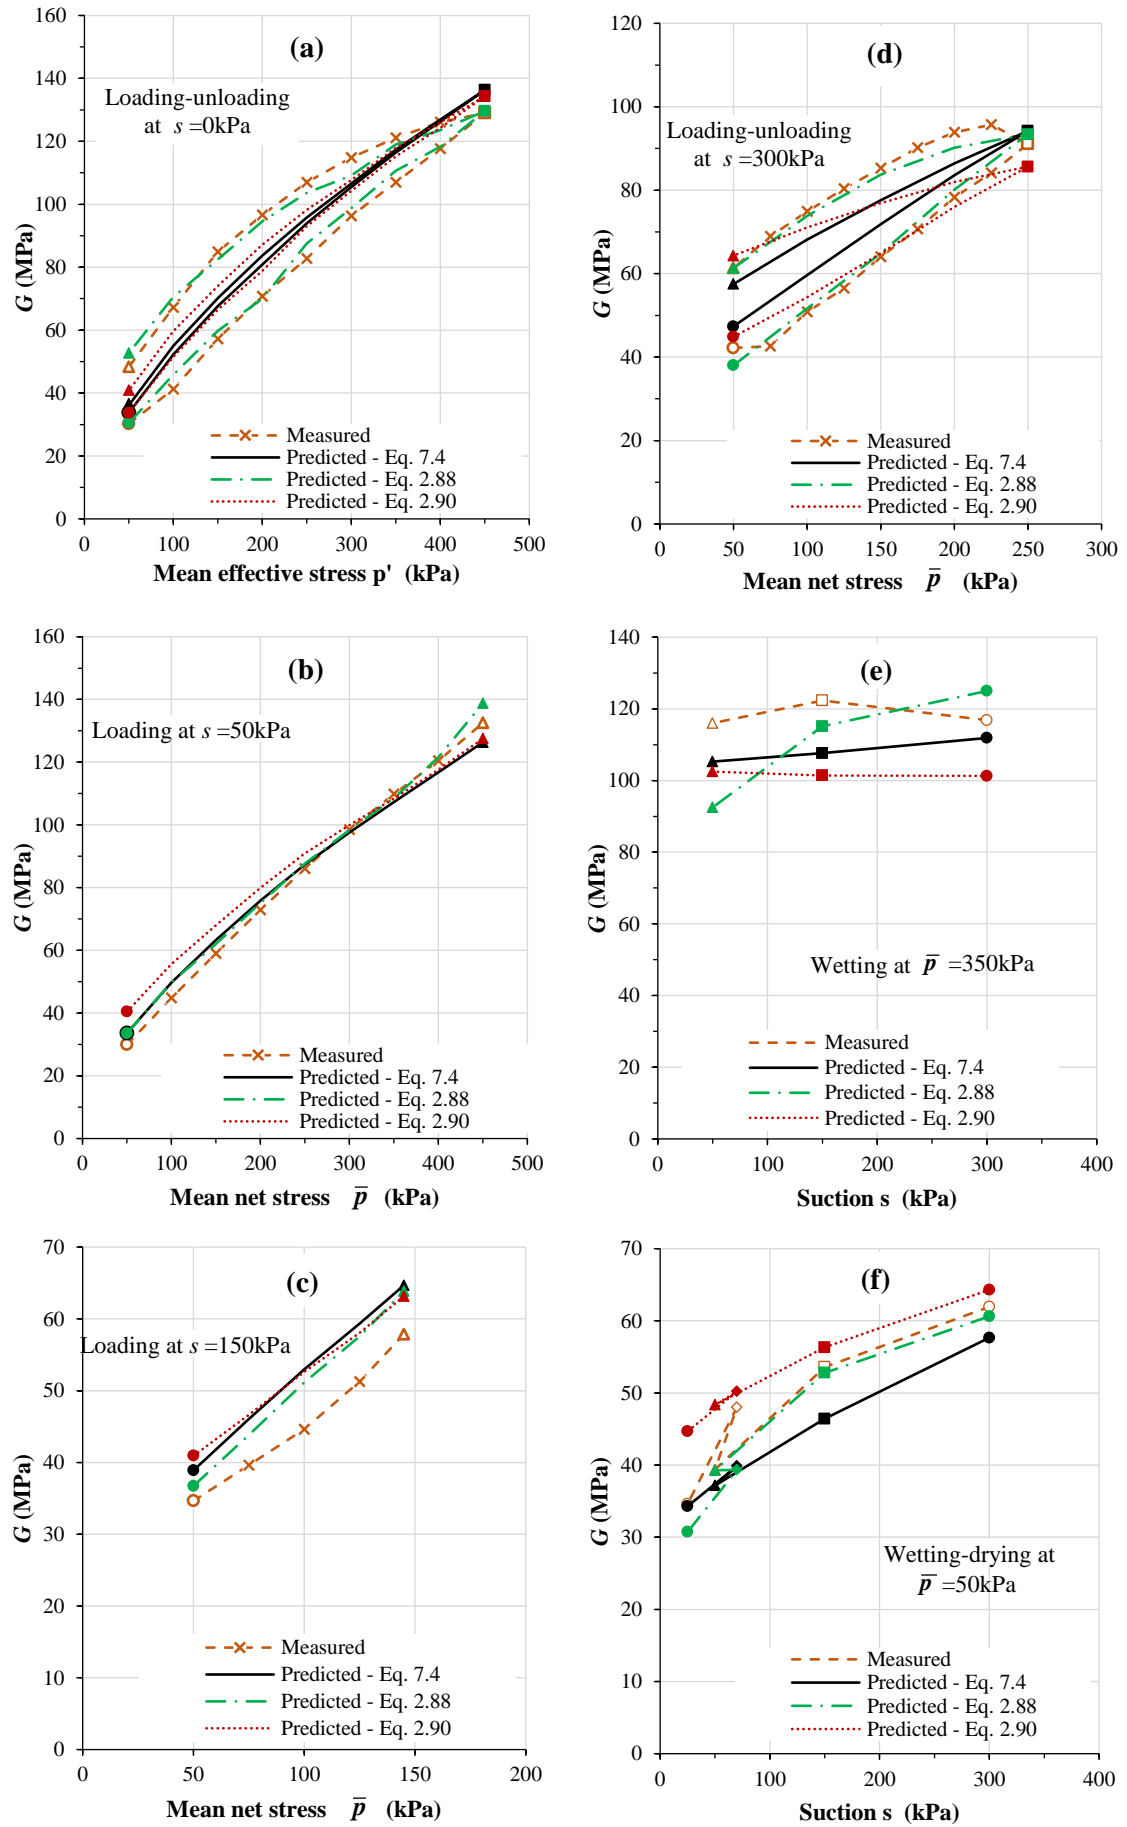 (a)
Loading-unloading
at s =0kPa
G (MPa)
160
140
120
100
80
60
40
20
0
Measured
Predicted - Eq. 7.4
Predicted - Eq. 2.88
Predicted - Eq. 2.90
0 100 200 300 400 500
Mean effective stress p' (kPa)
(d)
Loading-unloading
at s =300kPa
G (MPa)
120
100
80
60
40
20
0
Measured
Predicted - Eq. 7.4
Predicted - Eq. 2.88
Predicted - Eq. 2.90
0 50 100 150 200 250 300
Mean net stress p̅ (kPa)
(b)
Loading at s =50kPa
G (MPa)
160
140
120
100
80
60
40
20
0
Measured
Predicted - Eq. 7.4
Predicted - Eq. 2.88
Predicted - Eq. 2.90
0 100 200 300 400 500
Mean net stress p̅ (kPa)
(e)
G (MPa)
140
120
100
80
60
40
20
0
Wetting at p̅ =350kPa
Measured
Predicted - Eq. 7.4
Predicted - Eq. 2.88
Predicted - Eq. 2.90
0 100 200 300 400
Suction s (kPa)
(c)
Loading at s =150kPa
G (MPa)
70
60
50
40
30
20
10
0
Measured
Predicted - Eq. 7.4
Predicted - Eq. 2.88
Predicted - Eq. 2.90
0 50 100 150 200
Mean net stress p̅ (kPa)
(f)
G (MPa)
70
60
50
40
30
20
10
0
Wetting-drying at
p̅ =50kPa
Measured
Predicted - Eq. 7.4
Predicted - Eq. 2.88
Predicted - Eq. 2.90
0 100 200 300 400
Suction s (kPa)